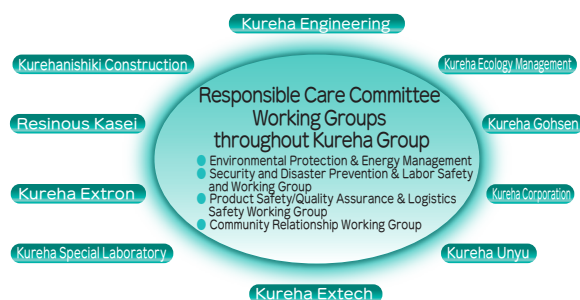 Kureha Engineering
Kurehanishiki Construction
Kureha Ecology Management
Responsible Care Committee
Working Groups
throughout Kureha Group
Resinous Kasei
Kureha Gohsen
● Environmental Protection & Energy Management
● Security and Disaster Prevention & Labor Safety
and Working Group
● Product Safety/Quality Assurance & Logistics
Safety Working Group
● Community Relationship Working Group
Kureha Extron
Kureha Corporation
Kureha Special Laboratory
Kureha Unyu
Kureha Extech